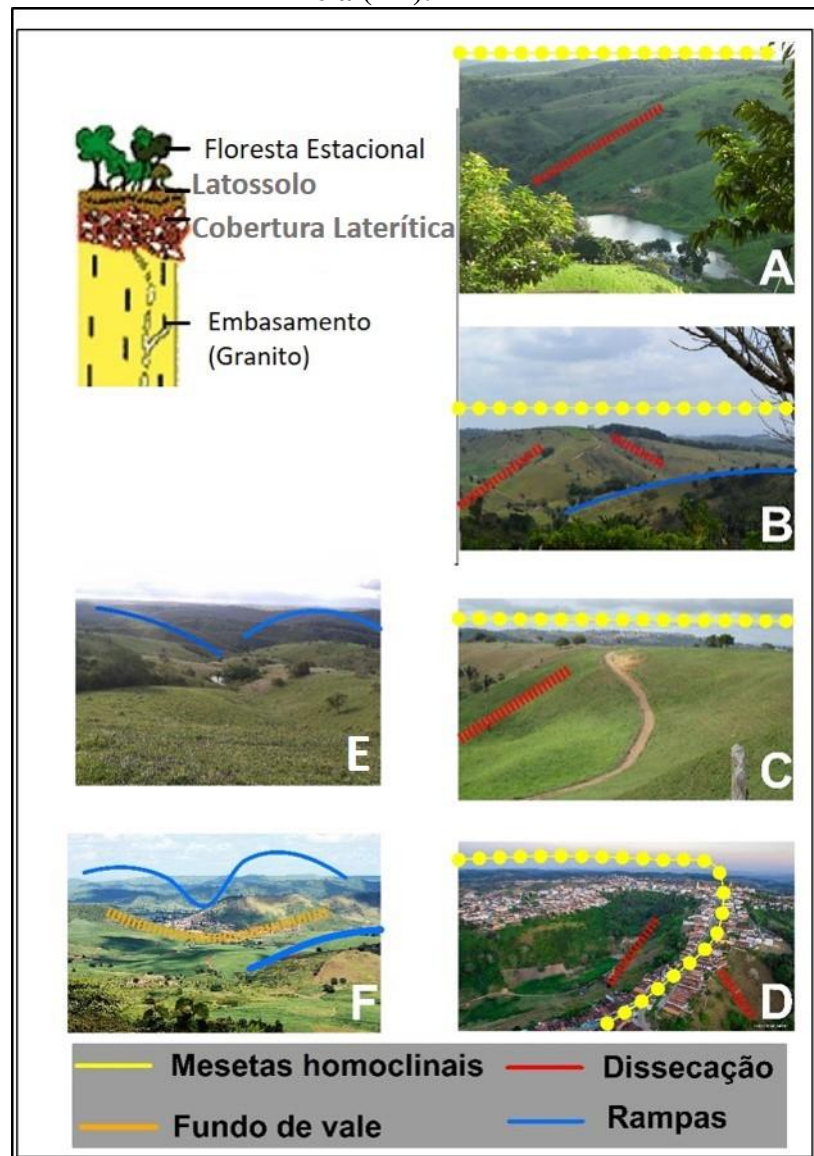 Floresta Estacional
Latossolo
Cobertura Laterítica
Embasamento
(Granito)
A
B
E
C
F
D
Mesetas homoclinais
Dissecação
Fundo de vale
Rampas